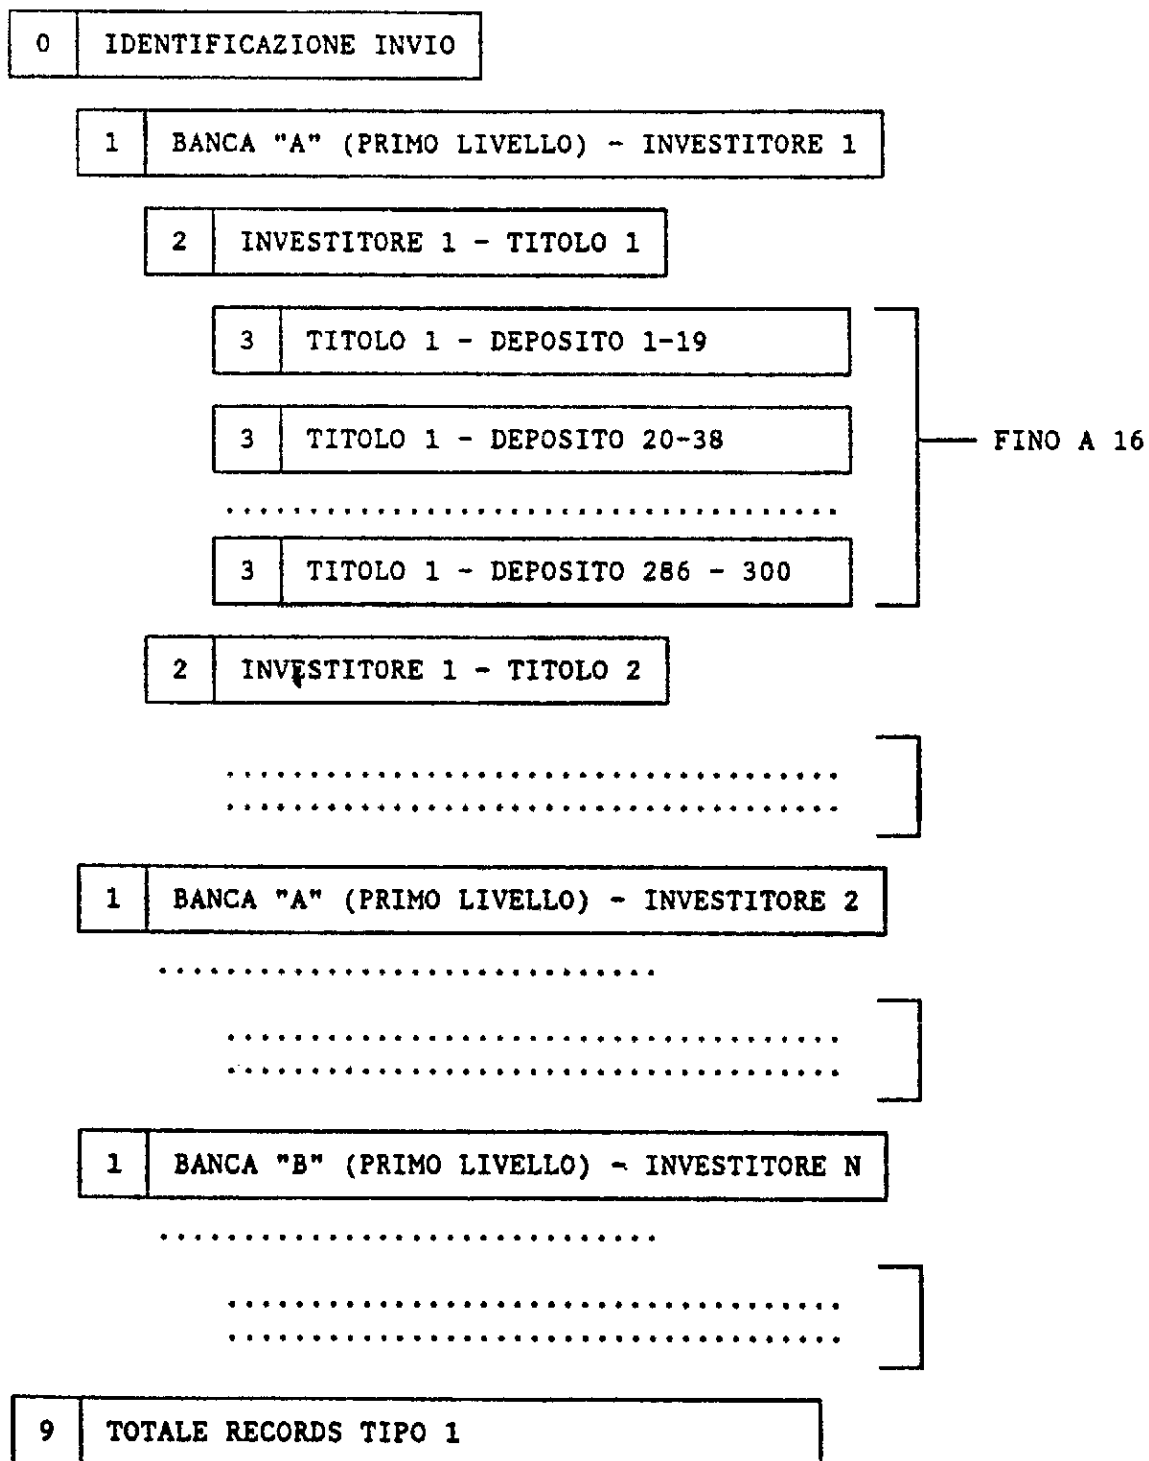 0 IDENTIFICAZIONE INVIO
1 BANCA "A" (PRIMO LIVELLO) - INVESTITORE 1
2 INVESTITORE 1 - TITOLO 1
3 TITOLO 1 - DEPOSITO 1-19
3 TITOLO 1 - DEPOSITO 20-38
FINO A 16
....................................
3 TITOLO 1 - DEPOSITO 286 - 300
2 INVESTITORE 1 - TITOLO 2
....................................
....................................
1 BANCA "A" (PRIMO LIVELLO) - INVESTITORE 2
..............................
....................................
....................................
1 BANCA "B" (PRIMO LIVELLO) - INVESTITORE N
..............................
....................................
....................................
9 TOTALE RECORDS TIPO 1